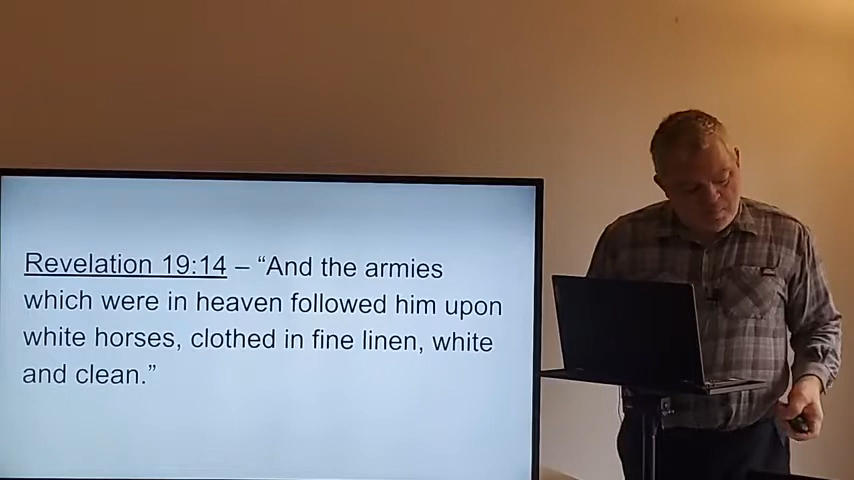 Revelation 19:14 – “And the armies
which were in heaven followed him upon
white horses, clothed in fine linen, white
and clean.”